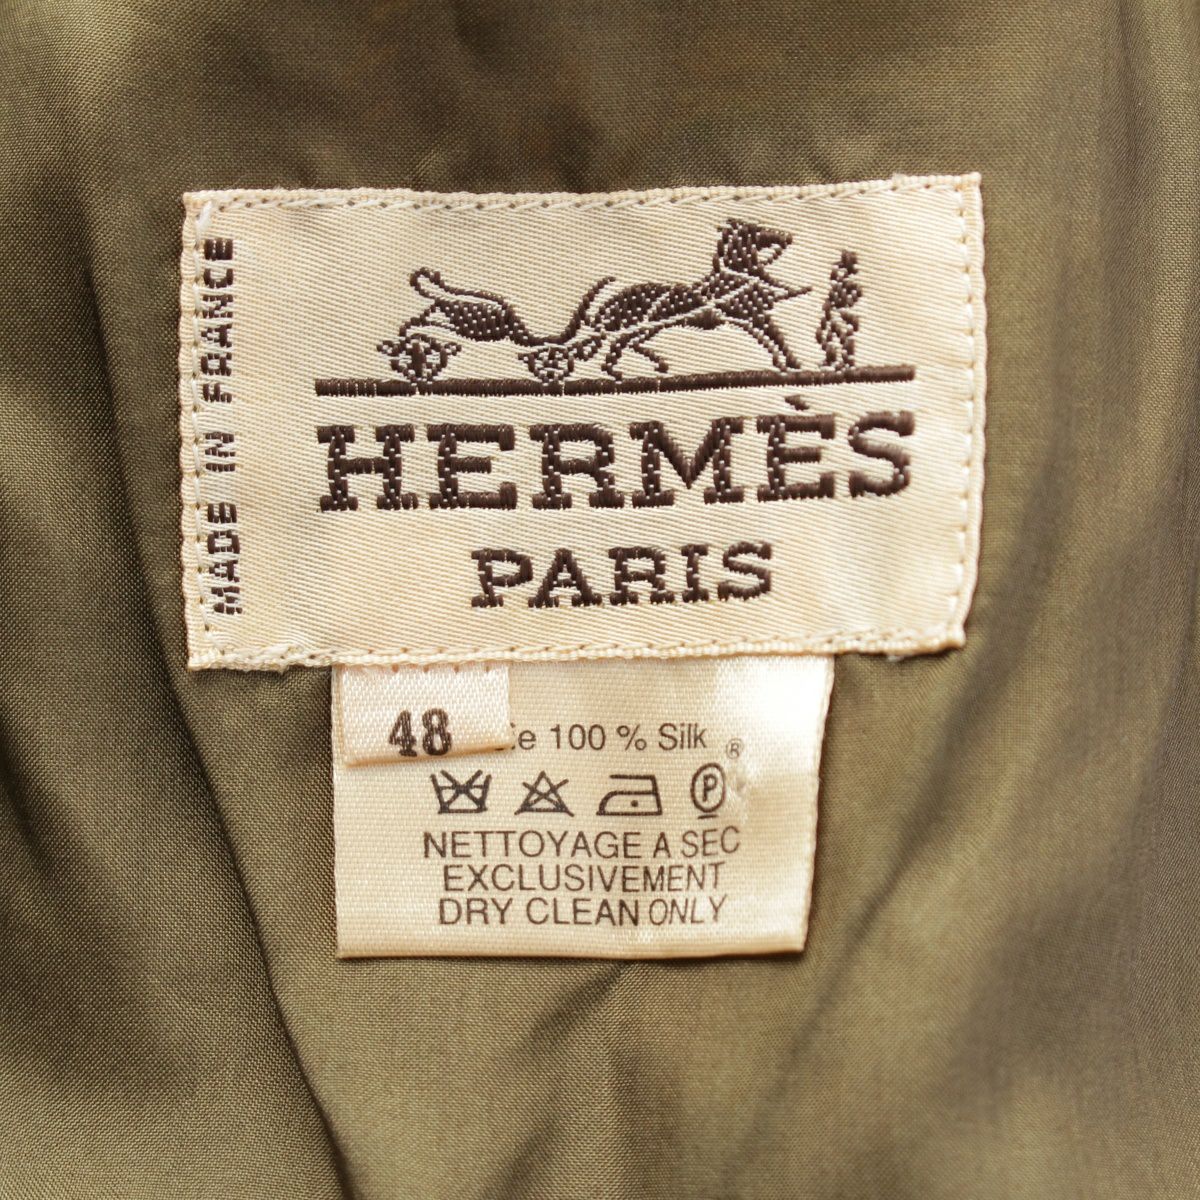 MADE IN FRANCE
HERMÈS
PARIS
48
100 % Silk
®
P
NETTOYAGE A SEC
EXCLUSIVEMENT
DRY CLEAN ONLY